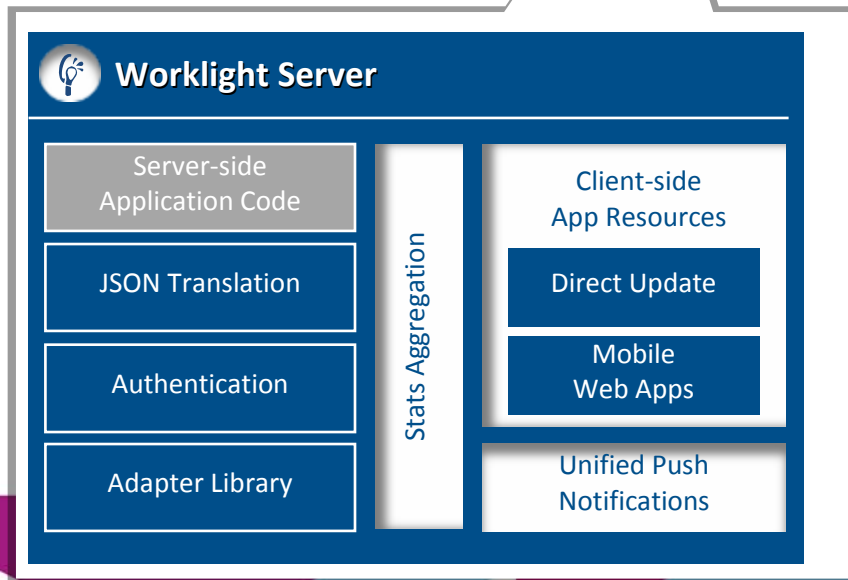 Worklight Server
Server-side
Application Code
JSON Translation
Authentication
Adapter Library
Stats Aggregation
Client-side
App Resources
Direct Update
Mobile
Web Apps
Unified Push
Notifications